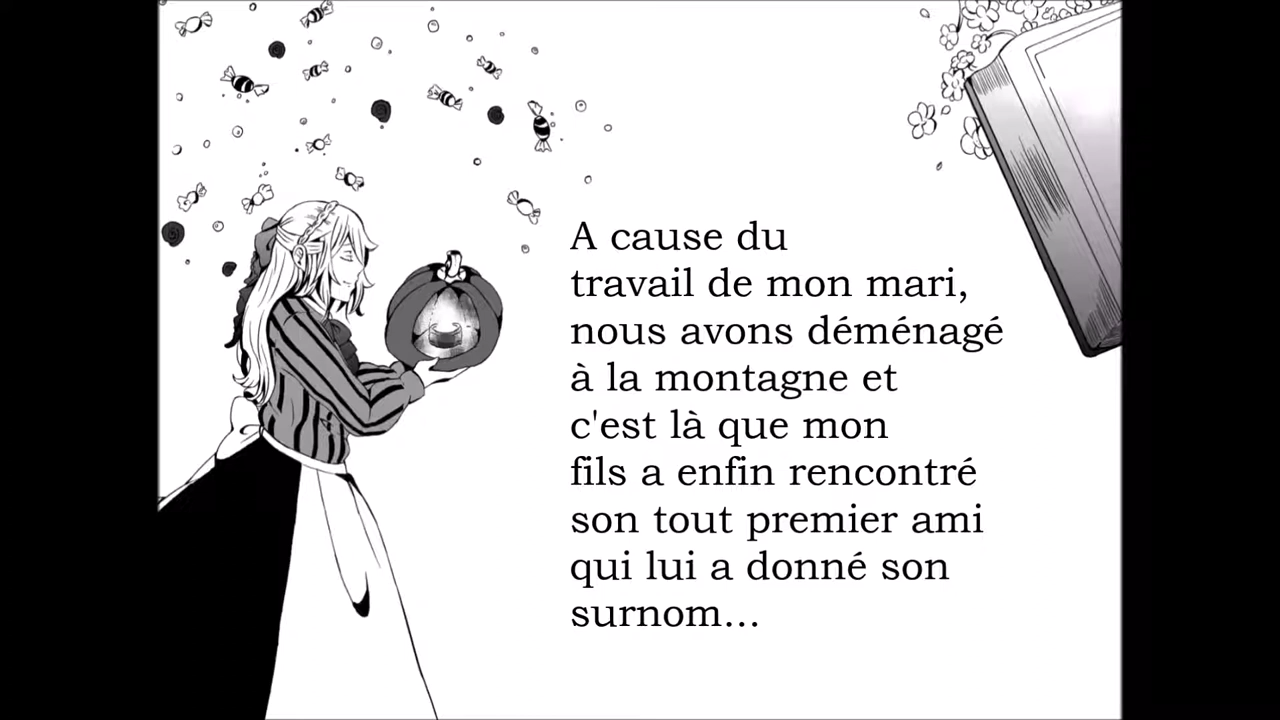 A cause du
travail de mon mari,
nous avons déménagé
à la montagne et
c'est là que mon
fils a enfin rencontré
son tout premier ami
qui lui a donné son
surnom...